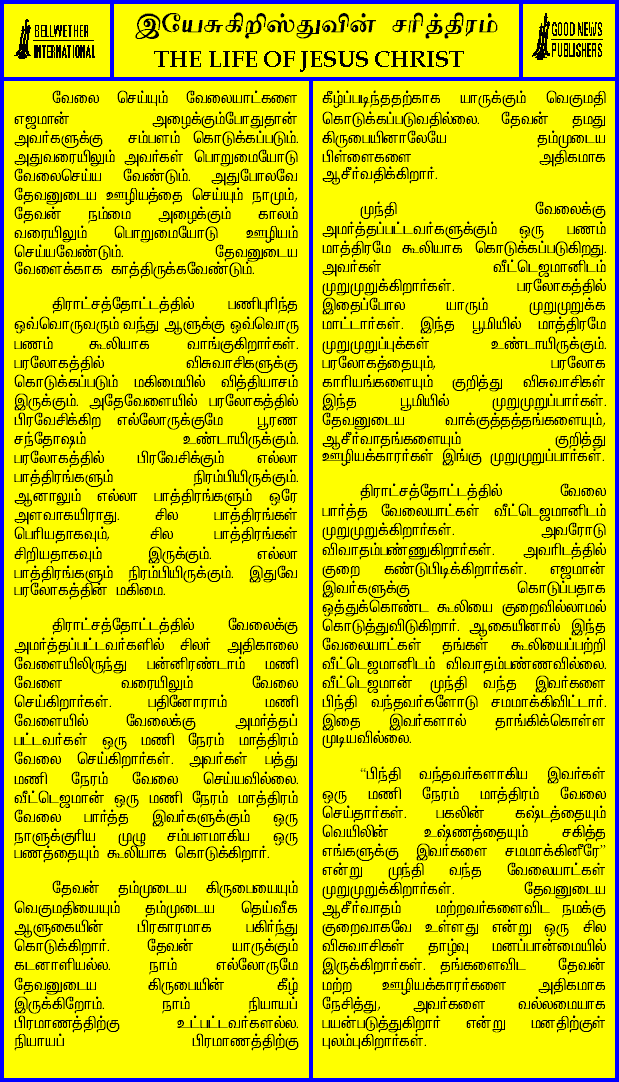 BELLWETHER
INTERNATIONAL
இயேசுகிறிஸ்துவின் சரித்திரம்
THE LIFE OF JESUS CHRIST
GOOD NEWS
PUBLISHERS
வேலை செய்யும் வேலையாட்களை
எஜமான் அழைக்கும்போதுதான்
அவர்களுக்கு சம்பளம் கொடுக்கப்படும்.
அதுவரையிலும் அவர்கள் பொறுமையோடு
வேலைசெய்ய வேண்டும். அதுபோலவே
தேவனுடைய ஊழியத்தை செய்யும் நாமும்,
தேவன் நம்மை அழைக்கும் காலம்
வரையிலும் பொறுமையோடு ஊழியம்
செய்யவேண்டும். தேவனுடைய
வேளைக்காக காத்திருக்கவேண்டும்.
திராட்சத்தோட்டத்தில் பணிபுரிந்த
ஒவ்வொருவரும் வந்து ஆளுக்கு ஒவ்வொரு
பணம் கூலியாக வாங்குகிறார்கள்.
பரலோகத்தில் விசுவாசிகளுக்கு
கொடுக்கப்படும் மகிமையில் வித்தியாசம்
இருக்கும். அதேவேளையில் பரலோகத்தில்
பிரவேசிக்கிற எல்லோருக்குமே பூரண
சந்தோஷம் உண்டாயிருக்கும்.
பரலோகத்தில் பிரவேசிக்கும் எல்லா
பாத்திரங்களும் நிரம்பியிருக்கும்.
ஆனாலும் எல்லா பாத்திரங்களும் ஒரே
அளவாகயிராது. சில பாத்திரங்கள்
பெரியதாகவும், சில பாத்திரங்கள்
சிறியதாகவும் இருக்கும். எல்லா
பாத்திரங்களும் நிரம்பியிருக்கும். இதுவே
பரலோகத்தின் மகிமை.
திராட்சத்தோட்டத்தில் வேலைக்கு
அமர்த்தப்பட்டவர்களில் சிலர் அதிகாலை
வேளையிலிருந்து பன்னிரண்டாம் மணி
வேளை வரையிலும் வேலை
செய்கிறார்கள். பதினோராம் மணி
வேளையில் வேலைக்கு அமர்த்தப்
பட்டவர்கள் ஒரு மணி நேரம் மாத்திரம்
வேலை செய்கிறார்கள். அவர்கள் பத்து
மணி நேரம் வேலை செய்யவில்லை.
வீட்டெஜமான் ஒரு மணி நேரம் மாத்திரம்
வேலை பார்த்த இவர்களுக்கும் ஒரு
நாளுக்குரிய முழு சம்பளமாகிய ஒரு
பணத்தையும் கூலியாக கொடுக்கிறார்.
தேவன் தம்முடைய கிருபையையும்
வெகுமதியையும் தம்முடைய தெய்வீக
ஆளுகையின் பிரகாரமாக பகிர்ந்து
கொடுக்கிறார். தேவன் யாருக்கும்
கடனாளியல்ல. நாம் எல்லோருமே
தேவனுடைய கிருபையின் கீழ்
இருக்கிறோம். நாம் நியாயப்
பிரமாணத்திற்கு உட்பட்டவர்களல்ல.
நியாயப் பிரமாணத்திற்கு
கீழ்ப்படிந்ததற்காக யாருக்கும் வெகுமதி
கொடுக்கப்படுவதில்லை. தேவன் தமது
கிருபையினாலேயே தம்முடைய
பிள்ளைகளை அதிகமாக
ஆசீர்வதிக்கிறார்.
முந்தி வேலைக்கு
அமர்த்தப்பட்டவர்களுக்கும் ஒரு பணம்
மாத்திரமே கூலியாக கொடுக்கப்படுகிறது.
அவர்கள் வீட்டெஜமானிடம்
முறுமுறுக்கிறார்கள். பரலோகத்தில்
இதைப்போல யாரும் முறுமுறுக்க
மாட்டார்கள். இந்த பூமியில் மாத்திரமே
முறுமுறுப்புக்கள் உண்டாயிருக்கும்.
பரலோகத்தையும், பரலோக
காரியங்களையும் குறித்து விசுவாசிகள்
இந்த பூமியில் முறுமுறுப்பார்கள்.
தேவனுடைய வாக்குத்தத்தங்களையும்,
ஆசீர்வாதங்களையும் குறித்து
ஊழியக்காரர்கள் இங்கு முறுமுறுப்பார்கள்.
திராட்சத்தோட்டத்தில் வேலை
பார்த்த வேலையாட்கள் வீட்டெஜமானிடம்
முறுமுறுக்கிறார்கள். அவரோடு
விவாதம்பண்ணுகிறார்கள். அவரிடத்தில்
குறை கண்டுபிடிக்கிறார்கள். எஜமான்
இவர்களுக்கு கொடுப்பதாக
ஒத்துக்கொண்ட கூலியை குறைவில்லாமல்
கொடுத்துவிடுகிறார். ஆகையினால் இந்த
வேலையாட்கள் தங்கள் கூலியைப்பற்றி
வீட்டெஜமானிடம் விவாதம்பண்ணவில்லை.
வீட்டெஜமான் முந்தி வந்த இவர்களை
பிந்தி வந்தவர்களோடு சமமாக்கிவிட்டார்.
இதை இவர்களால் தாங்கிக்கொள்ள
முடியவில்லை.
“பிந்தி வந்தவர்களாகிய இவர்கள்
ஒரு மணி நேரம் மாத்திரம் வேலை
செய்தார்கள். பகலின் கஷ்டத்தையும்
வெயிலின் உஷ்ணத்தையும் சகித்த
எங்களுக்கு இவர்களை சமமாக்கினீரே”
என்று முந்தி வந்த வேலையாட்கள்
முறுமுறுக்கிறார்கள். தேவனுடைய
ஆசீர்வாதம் மற்றவர்களைவிட நமக்கு
குறைவாகவே உள்ளது என்று ஒரு சில
விசுவாசிகள் தாழ்வு மனப்பான்மையில்
இருக்கிறார்கள். தங்களைவிட தேவன்
மற்ற ஊழியக்காரர்களை அதிகமாக
நேசித்து, அவர்களை வல்லமையாக
பயன்படுத்துகிறார் என்று மனதிற்குள்
புலம்புகிறார்கள்.